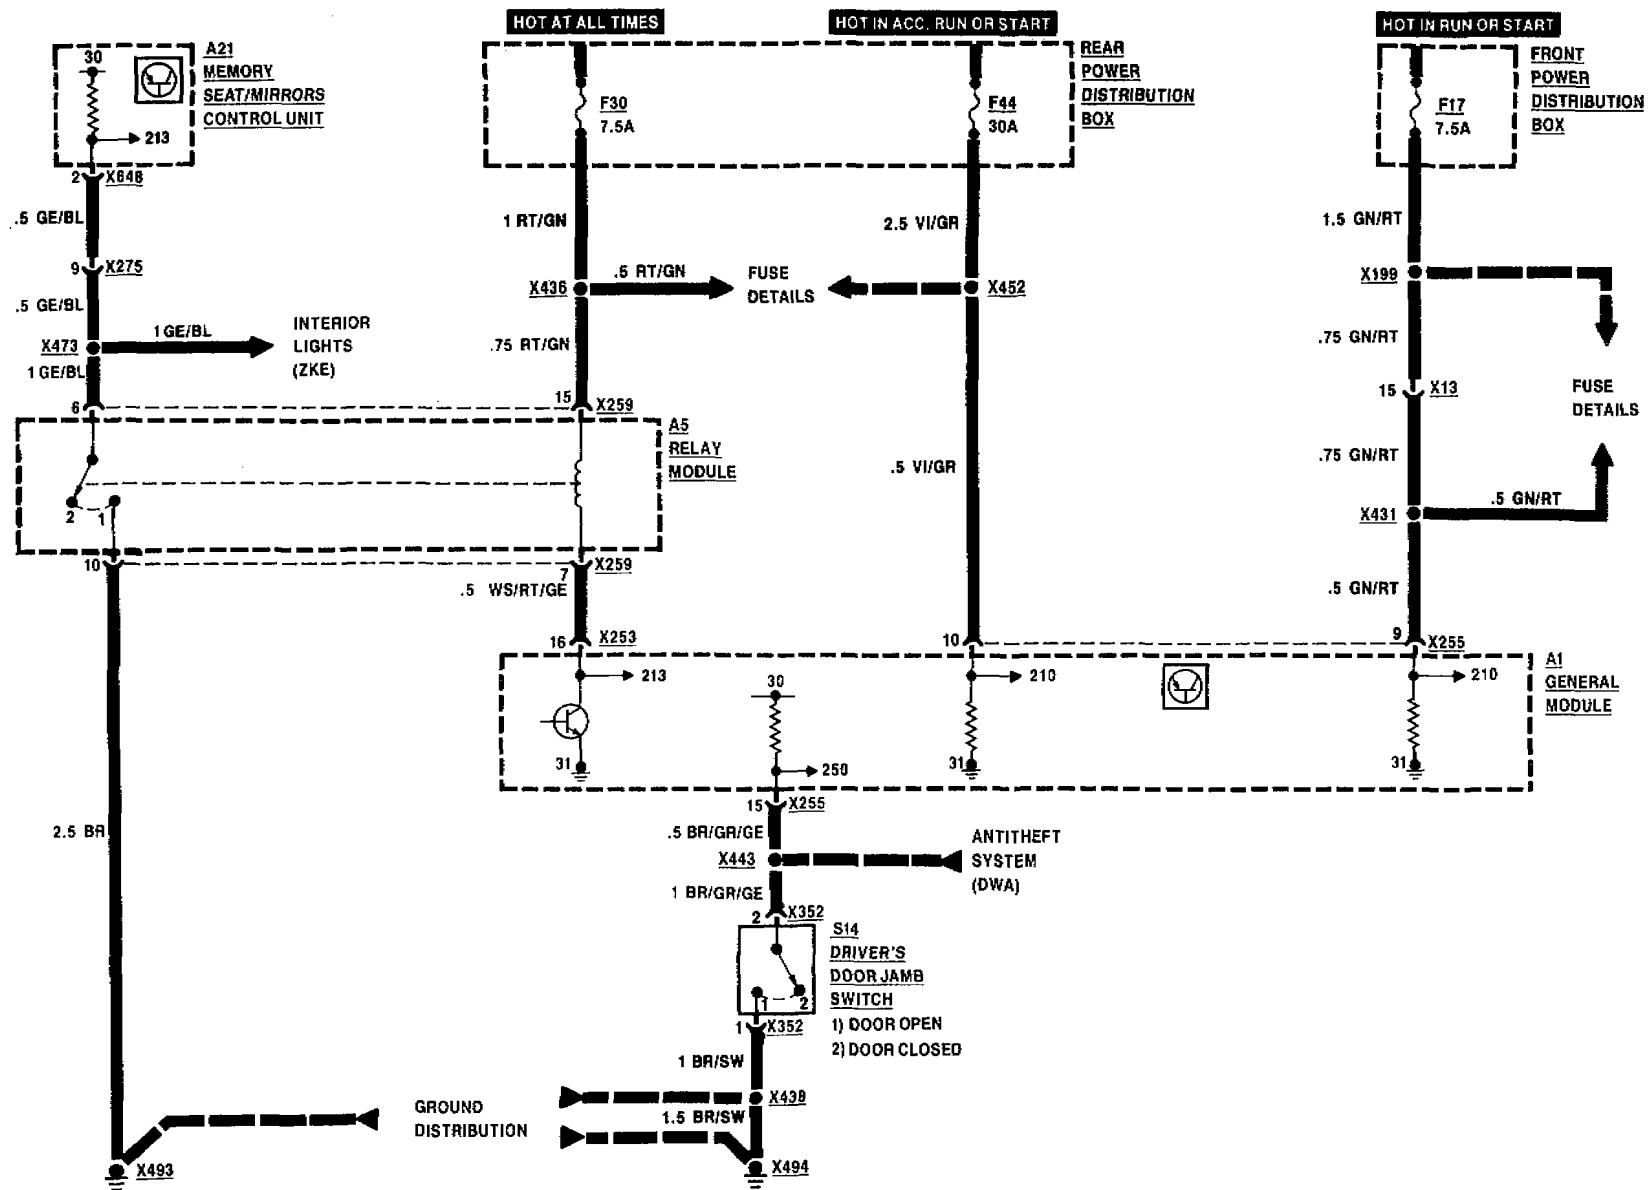 HOT AT ALL TIMES
HOT IN ACC. RUN OR START
HOT IN RUN OR START
30
A21
MEMORY
SEAT/MIRRORS
CONTROL UNIT
213
2
X648
F30
7.5A
F44
30A
REAR
POWER
DISTRIBUTION
BOX
F17
7.5A
FRONT
POWER
DISTRIBUTION
BOX
.5 GE/BL
1 RT/GN
2.5 VI/GR
1.5 GN/RT
9
X275
.5 GE/BL
X436
.5 RT/GN
FUSE
DETAILS
X452
X199
X473
1 GE/BL
INTERIOR
LIGHTS
(ZKE)
1 GE/BL
.75 RT/GN
.75 GN/RT
6
15
X259
15
X13
FUSE
DETAILS
A5
RELAY
MODULE
2
1
.5 VI/GR
.75 GN/RT
X431
.5 GN/RT
10
7
X259
.5 WS/RT/GE
.5 GN/RT
16
X253
10
9
X255
213
30
210
210
A1
GENERAL
MODULE
31
250
31
31
15
X255
2.5 BR
.5 BR/GR/GE
X443
ANTITHEFT
SYSTEM
(DWA)
1 BR/GR/GE
2
X352
S14
DRIVER'S
DOOR JAMB
SWITCH
1) DOOR OPEN
2) DOOR CLOSED
1
2
1
X352
1 BR/SW
X438
GROUND
DISTRIBUTION
1.5 BR/SW
X493
X494